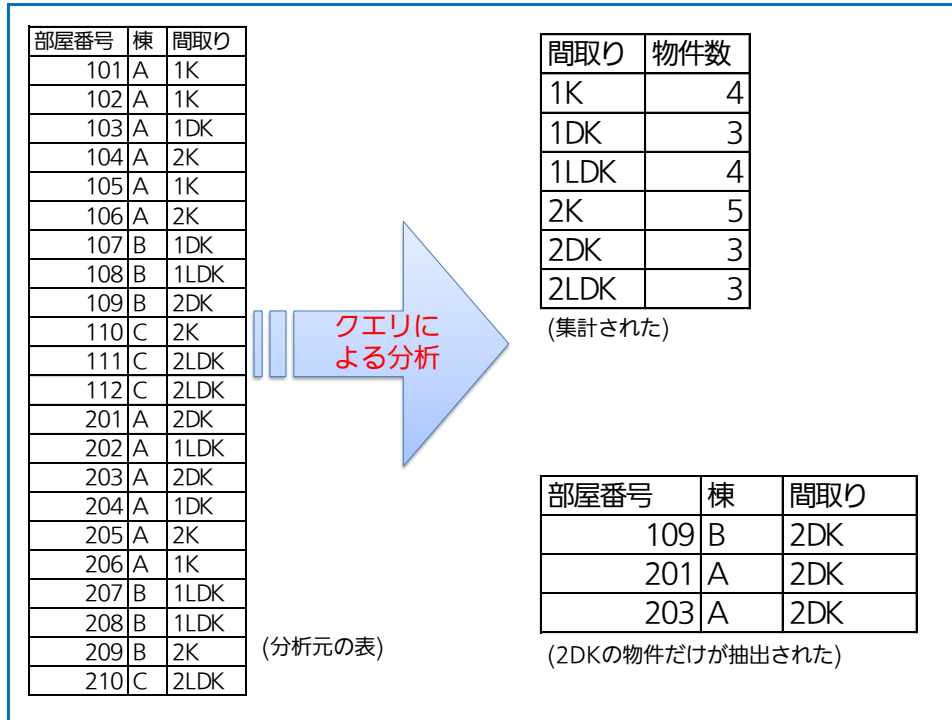 部屋番号 棟 間取り
101 A 1K
102 A 1K
103 A 1DK
104 A 2K
105 A 1K
106 A 2K
107 B 1DK
108 B 1LDK
109 B 2DK
110 C 2K
111 C 2LDK
112 C 2LDK
201 A 2DK
202 A 1LDK
203 A 2DK
204 A 1DK
205 A 2K
206 A 1K
207 B 1LDK
208 B 1LDK
209 B 2K
210 C 2LDK
(分析元の表)
クエリに
よる分析
間取り 物件数
1K 4
1DK 3
1LDK 4
2K 5
2DK 3
2LDK 3
(集計された)
部屋番号 棟 間取り
109 B 2DK
201 A 2DK
203 A 2DK
(2DKの物件だけが抽出された)